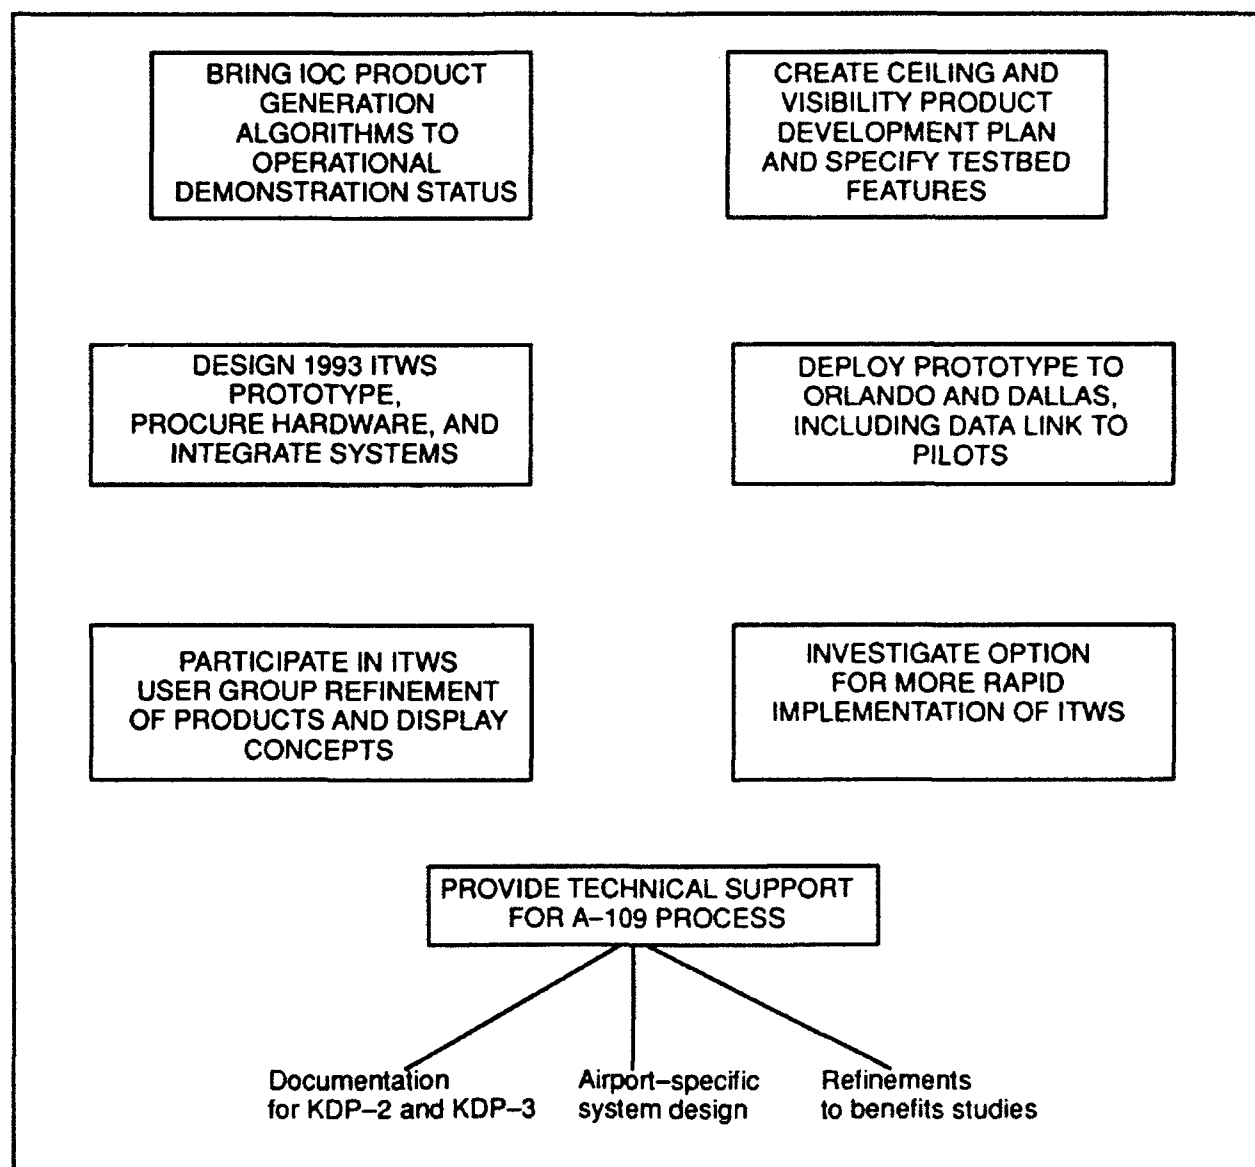 BRING IOC PRODUCT
GENERATION
ALGORITHMS TO
OPERATIONAL
DEMONSTRATION STATUS
CREATE CEILING AND
VISIBILITY PRODUCT
DEVELOPMENT PLAN
AND SPECIFY TESTBED
FEATURES
DESIGN 1993 ITWS
PROTOTYPE,
PROCURE HARDWARE, AND
INTEGRATE SYSTEMS
DEPLOY PROTOTYPE TO
ORLANDO AND DALLAS,
INCLUDING DATA LINK TO
PILOTS
PARTICIPATE IN ITWS
USER GROUP REFINEMENT
OF PRODUCTS AND DISPLAY
CONCEPTS
INVESTIGATE OPTION
FOR MORE RAPID
IMPLEMENTATION OF ITWS
PROVIDE TECHNICAL SUPPORT
FOR A–109 PROCESS
Documentation
for KDP–2 and KDP–3
Airport–specific
system design
Refinements
to benefits studies